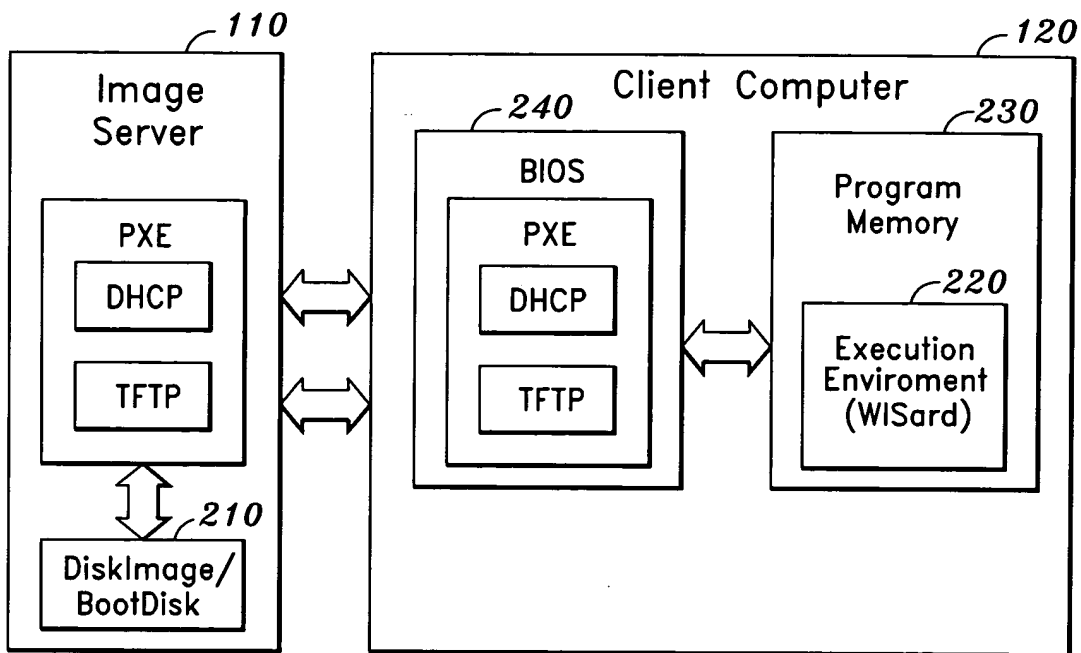 110
Image
Server
PXE
DHCP
TFTP
210
DiskImage/
BootDisk
120
Client Computer
240
BIOS
PXE
DHCP
TFTP
230
Program
Memory
220
Execution
Enviroment
(WISard)